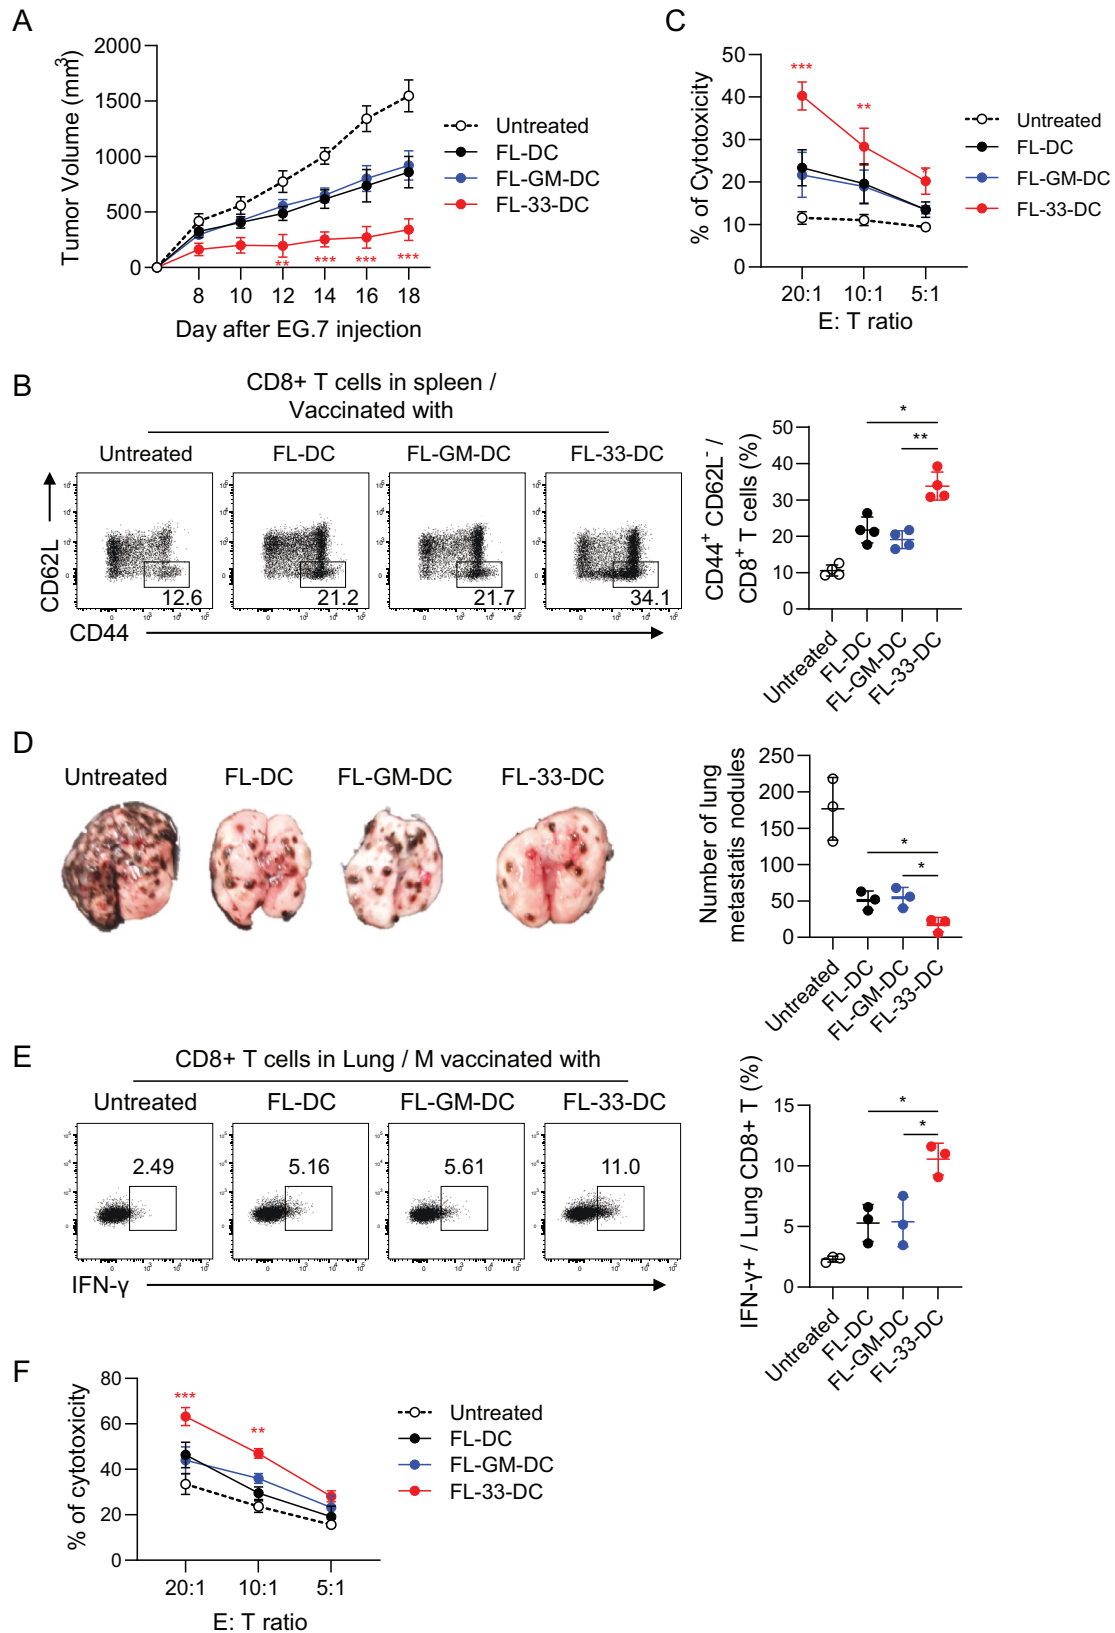 A
2000
1500
1000
500
0
Tumor Volume (mm³)
8 10 12 14 16 18
Day after EG.7 injection
** *** *** ***
Untreated
FL-DC
FL-GM-DC
FL-33-DC
C
50
40
30
20
10
0
% of Cytotoxicity
*** **
20:1 10:1 5:1
E: T ratio
Untreated
FL-DC
FL-GM-DC
FL-33-DC
B
CD8+ T cells in spleen /
Vaccinated with
Untreated FL-DC FL-GM-DC FL-33-DC
12.6 21.2 21.7 34.1
CD62L
CD44
CD44⁺ CD62L⁻ /
CD8⁺ T cells (%)
50
40
30
20
10
0
*
**
Untreated
FL-DC
FL-GM-DC
FL-33-DC
D
Untreated FL-DC FL-GM-DC FL-33-DC
Number of lung
metastatis nodules
250
200
150
100
50
0
*
*
Untreated
FL-DC
FL-GM-DC
FL-33-DC
E
CD8+ T cells in Lung / M vaccinated with
Untreated FL-DC FL-GM-DC FL-33-DC
2.49 5.16 5.61 11.0
IFN-γ
IFN-γ+ / Lung CD8+ T (%)
15
10
5
0
*
*
Untreated
FL-DC
FL-GM-DC
FL-33-DC
F
80
60
40
20
0
% of cytotoxicity
*** **
20:1 10:1 5:1
E: T ratio
Untreated
FL-DC
FL-GM-DC
FL-33-DC